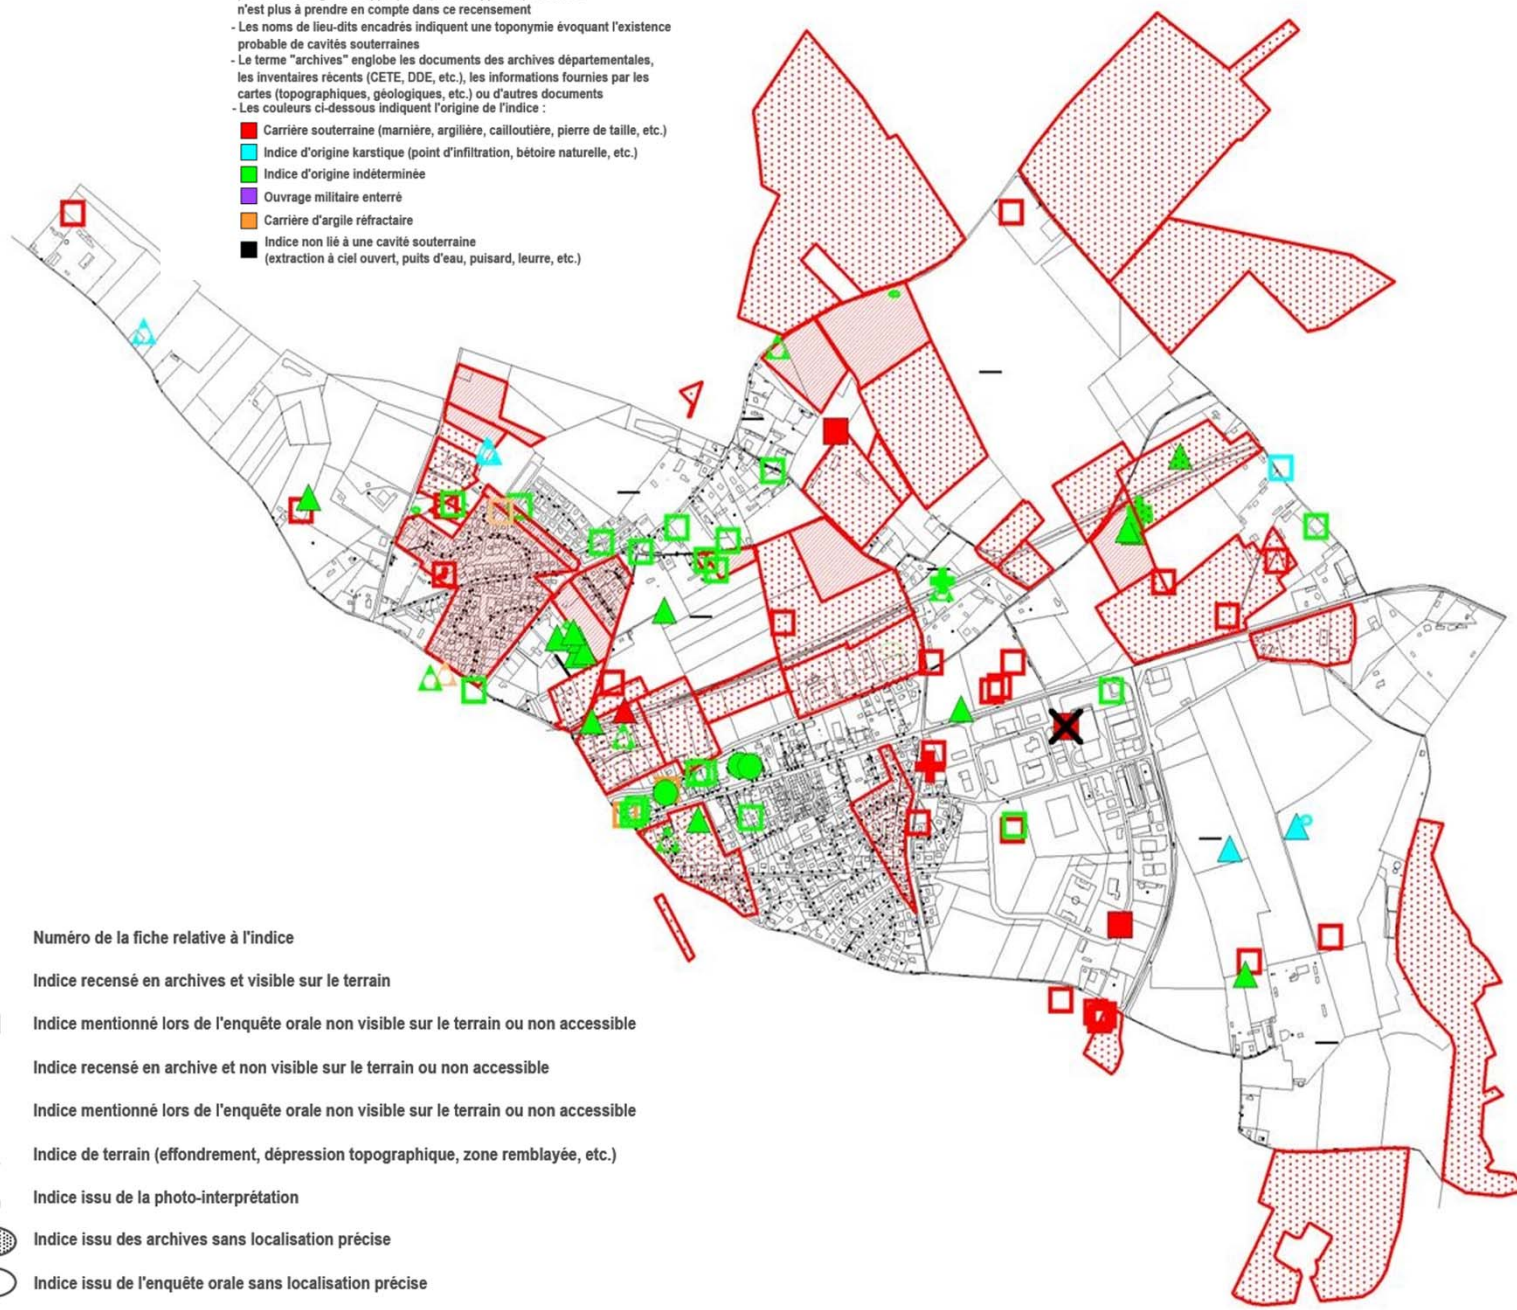 n'est plus à prendre en compte dans ce recensement
- Les noms de lieu-dits encadrés indiquent une toponymie évoquant l'existence
probable de cavités souterraines
- Le terme "archives" englobe les documents des archives départementales,
les inventaires récents (CETE, DDE, etc.), les informations fournies par les
cartes (topographiques, géologiques, etc.) ou d'autres documents
- Les couleurs ci-dessous indiquent l'origine de l'indice :
Carrière souterraine (marnière, argilière, cailloutière, pierre de taille, etc.)
Indice d'origine karstique (point d'infiltration, bétoire naturelle, etc.)
Indice d'origine indéterminée
Ouvrage militaire enterré
Carrière d'argile réfractaire
Indice non lié à une cavité souterraine
(extraction à ciel ouvert, puits d'eau, puisard, leurre, etc.)
Numéro de la fiche relative à l'indice
Indice recensé en archives et visible sur le terrain
Indice mentionné lors de l'enquête orale non visible sur le terrain ou non accessible
Indice recensé en archive et non visible sur le terrain ou non accessible
Indice mentionné lors de l'enquête orale non visible sur le terrain ou non accessible
Indice de terrain (effondrement, dépression topographique, zone remblayée, etc.)
Indice issu de la photo-interprétation
Indice issu des archives sans localisation précise
Indice issu de l'enquête orale sans localisation précise